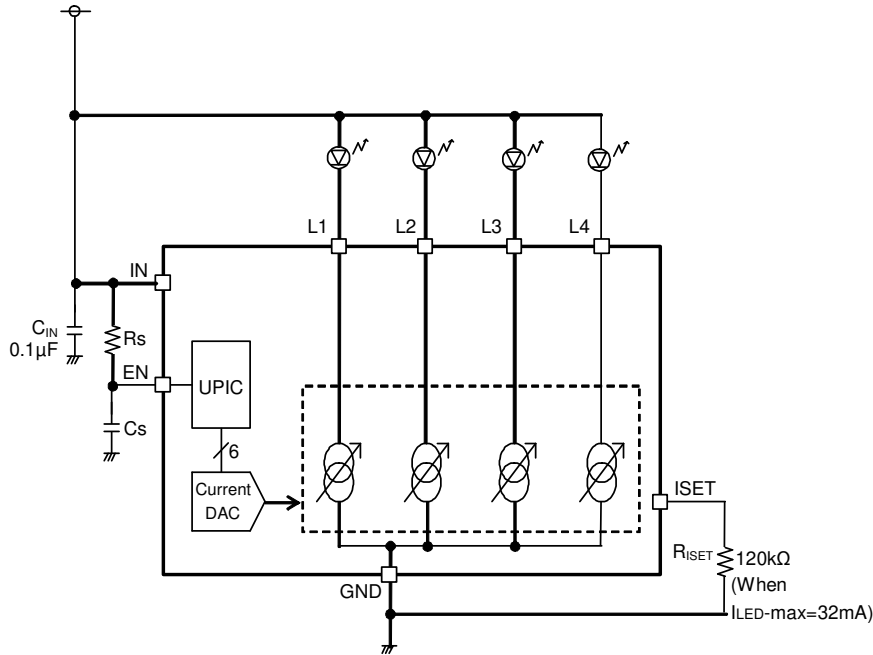 L1
L2
L3
L4
IN
CIN
0.1μF
Rs
EN
UPIC
Cs
6
Current
DAC
ISET
RISET
120kΩ
(When
ILED-max=32mA)
GND